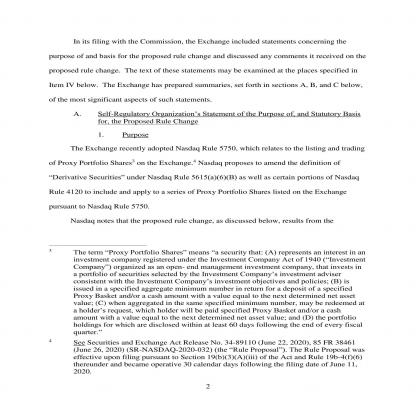 In its filing with the Commission, the Exchange included statements concerning the
purpose of and basis for the proposed rule change and discussed any comments it received on the
proposed rule change. The text of these statements may be examined at the places specified in
Item IV below. The Exchange has prepared summaries, set forth in sections A, B, and C below,
of the most significant aspects of such statements.
A. Self-Regulatory Organization's Statement of the Purpose of, and Statutory Basis
for, the Proposed Rule Change
1. Purpose
The Exchange recently adopted Nasdaq Rule 5750, which relates to the listing and trading
of Proxy Portfolio Shares3 on the Exchange.4 Nasdaq proposes to amend the definition of
“Derivative Securities” under Nasdaq Rule 5615(a)(6)(B) as well as certain portions of Nasdaq
Rule 4120 to include and apply to a series of Proxy Portfolio Shares listed on the Exchange
pursuant to Nasdaq Rule 5750.
Nasdaq notes that the proposed rule change, as discussed below, results from the
3 The term “Proxy Portfolio Shares” means “a security that: (A) represents an interest in an
investment company registered under the Investment Company Act of 1940 (“Investment
Company”) organized as an open- end management investment company, that invests in
a portfolio of securities selected by the Investment Company’s investment adviser
consistent with the Investment Company’s investment objectives and policies; (B) is
issued in a specified aggregate minimum number in return for a deposit of a specified
Proxy Basket and/or a cash amount with a value equal to the next determined net asset
value; (C) when aggregated in the same specified minimum number, may be redeemed at
a holder’s request, which holder will be paid specified Proxy Basket and/or a cash
amount with a value equal to the next determined net asset value; and (D) the portfolio
holdings for which are disclosed within at least 60 days following the end of every fiscal
quarter.”
4 See Securities and Exchange Act Release No. 34-89110 (June 22, 2020), 85 FR 38461
(June 26, 2020) (SR-NASDAQ-2020-032) (the “Rule Proposal”). The Rule Proposal was
effective upon filing pursuant to Section 19(b)(3)(A)(iii) of the Act and Rule 19b-4(f)(6)
thereunder and became operative 30 calendar days following the filing date of June 11,
2020.
2